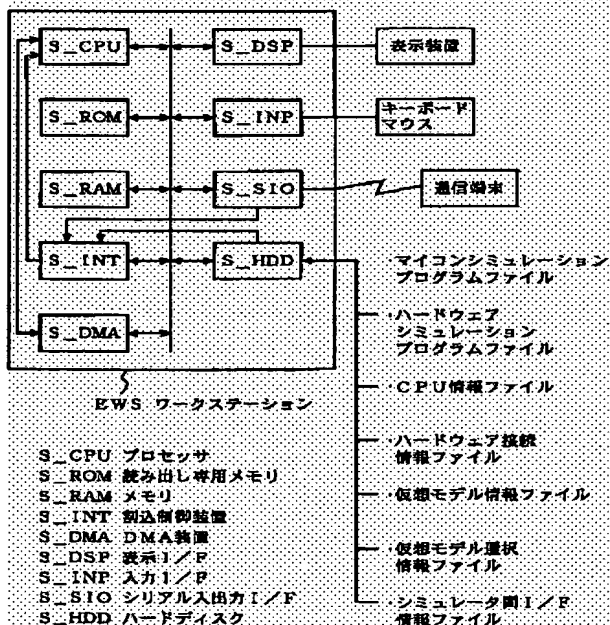 S_CPU
S_DSP
表示装置
S_ROM
S_INP
キーボード
マウス
S_RAM
S_SIO
通信端末
S_INT
S_HDD
S_DMA
EWS ワークステーション
・マイコンシミュレーション
プログラムファイル
・ハードウェア
シミュレーション
プログラムファイル
・CPU情報ファイル
・ハードウェア接続
情報ファイル
・仮想モデル情報ファイル
・仮想モデル選択
情報ファイル
・シミュレータ間I/F
情報ファイル
S_CPU プロセッサ
S_ROM 読み出し専用メモリ
S_RAM メモリ
S_INT 割込制御装置
S_DMA DMA装置
S_DSP 表示I/F
S_INP 入力I/F
S_SIO シリアル入出力I/F
S_HDD ハードディスク